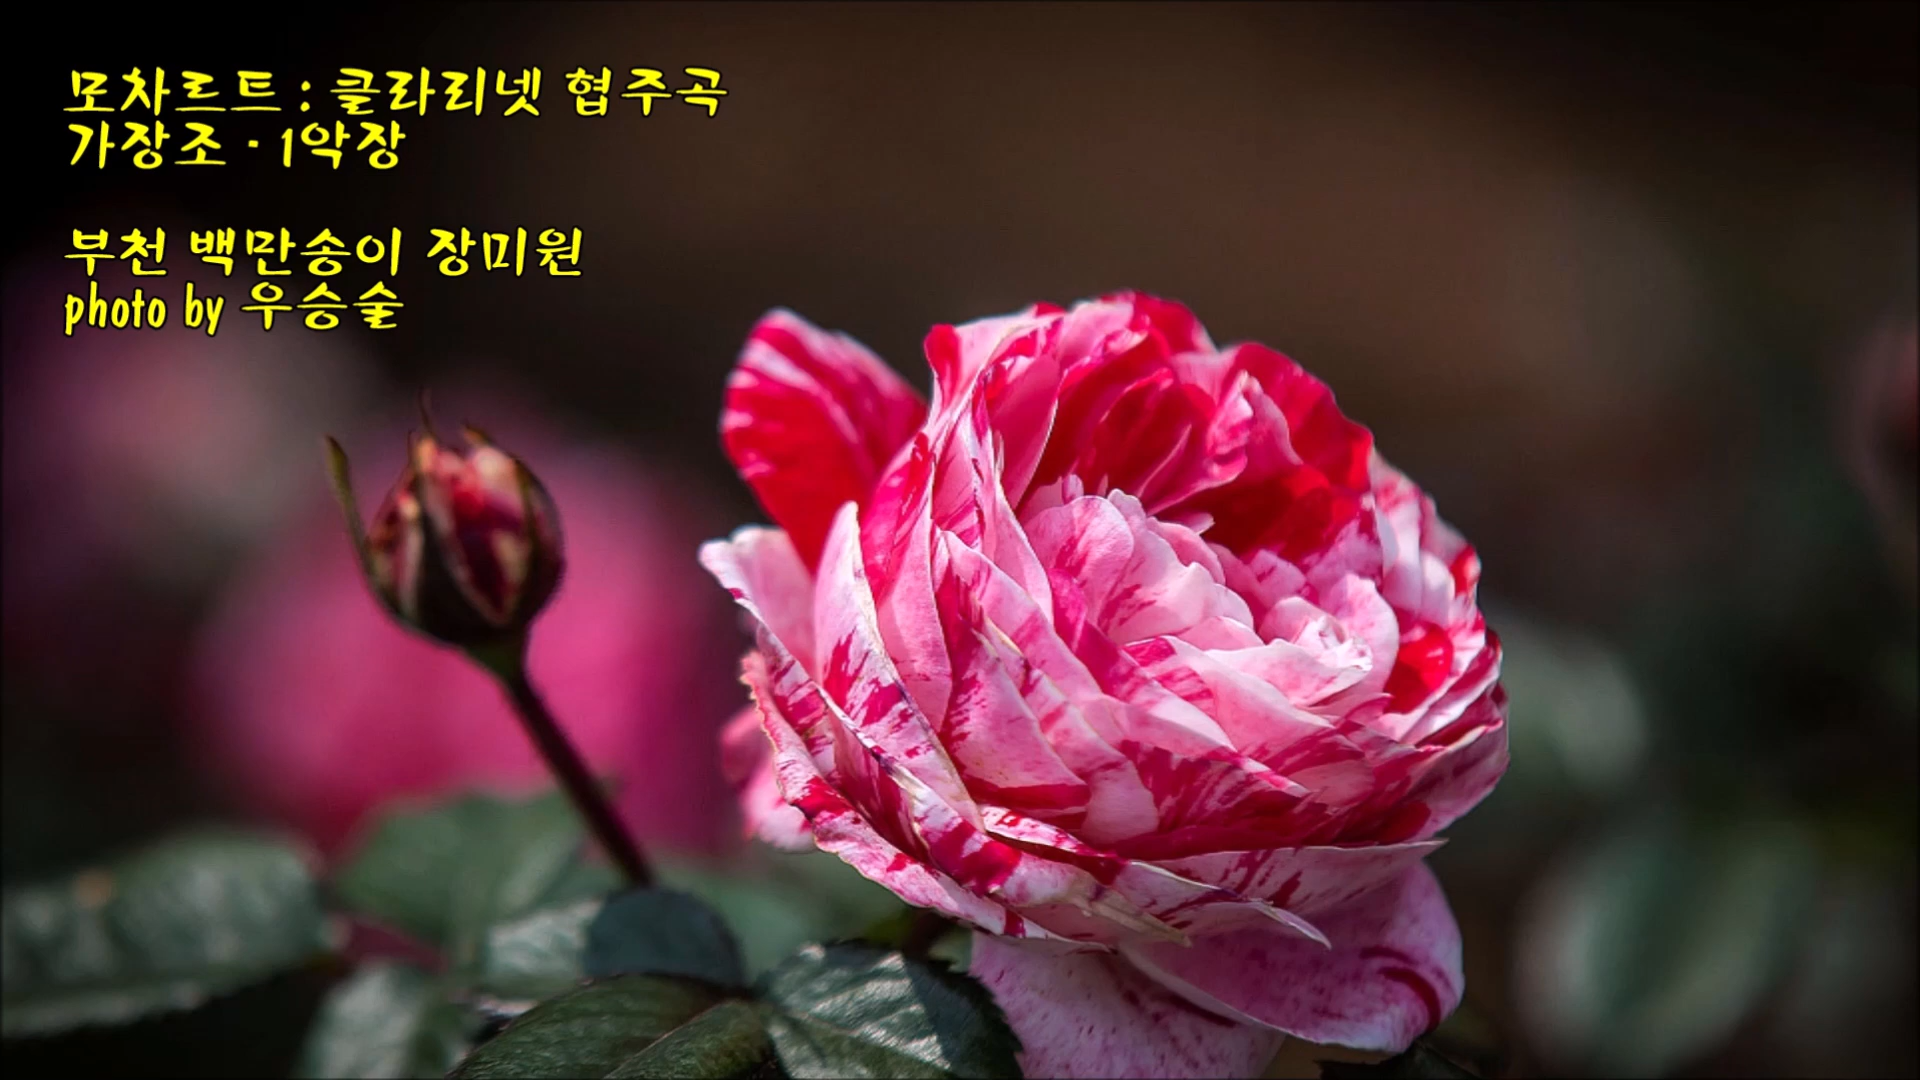 모차르트 : 클라리넷 협주곡
가장조 · 1악장
부천 백만송이 장미원
photo by 우승술